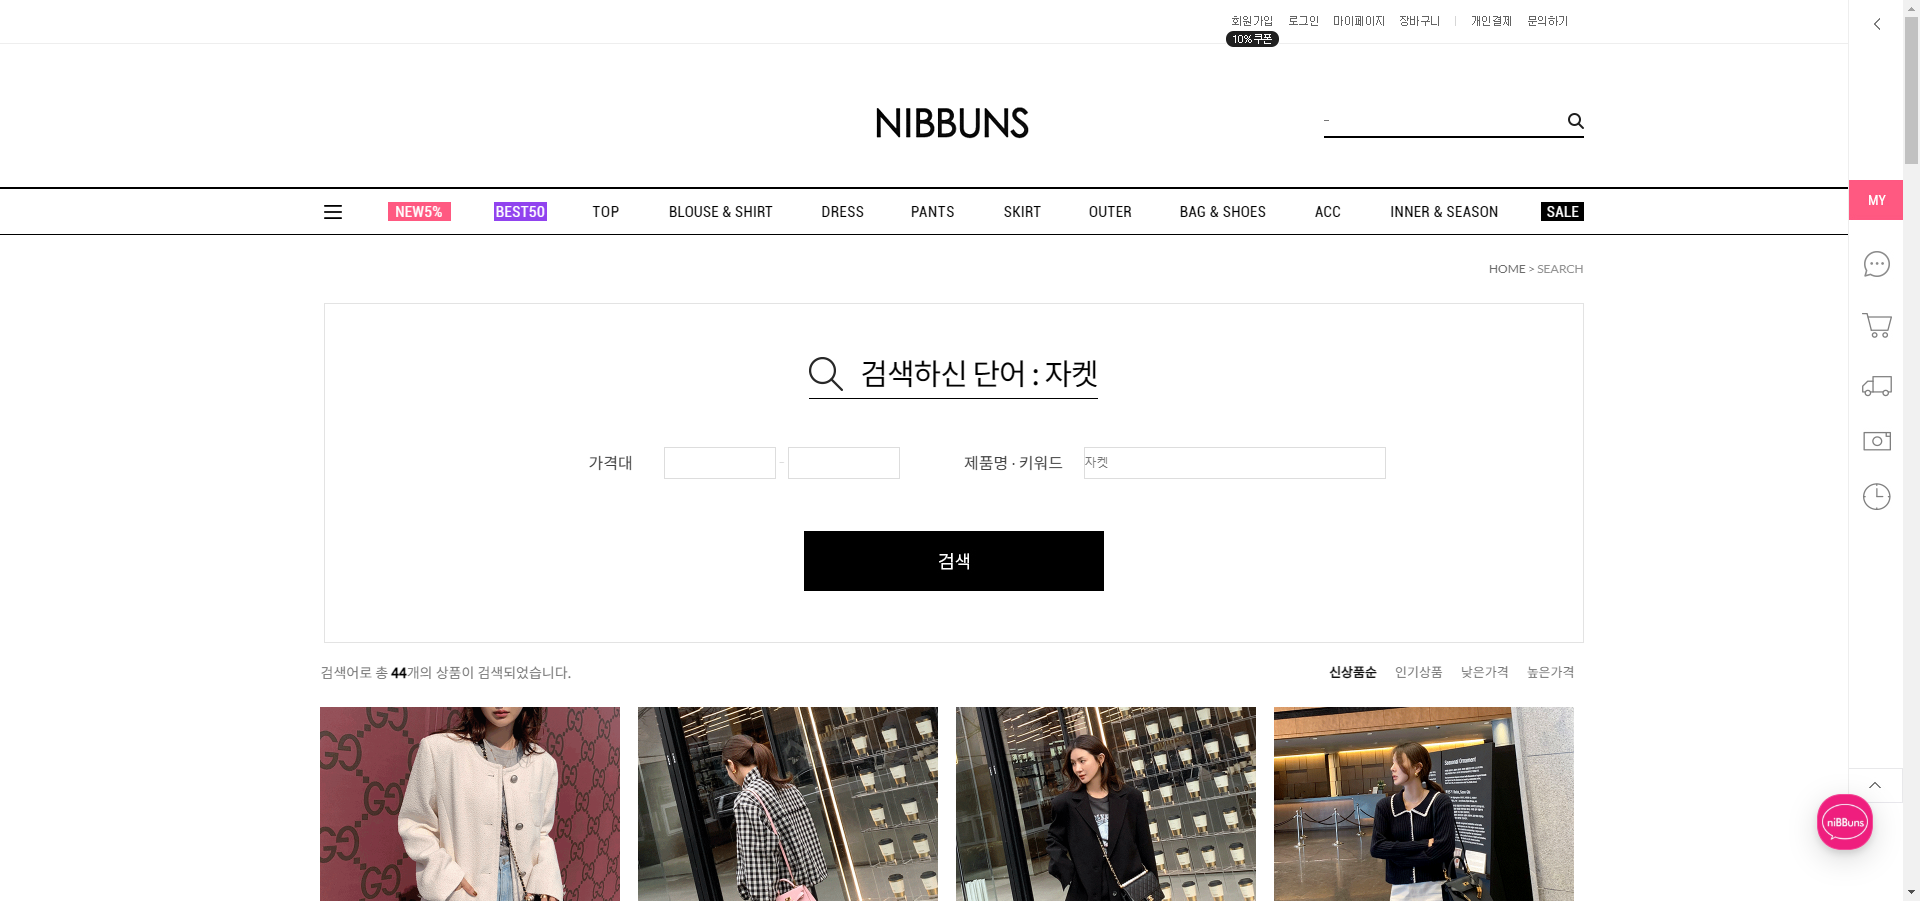 회원가입 로그인 마이페이지 장바구니 개인결제 문의하기
10% 쿠폰
NIBBUNS
NEW5% BEST50 TOP BLOUSE & SHIRT DRESS PANTS SKIRT OUTER BAG & SHOES ACC INNER & SEASON SALE
MY
HOME > SEARCH
검색하신 단어 : 자켓
가격대 - 제품명 · 키워드 자켓
검색
검색어로 총 44개의 상품이 검색되었습니다.
신상품순 인기상품 낮은가격 높은가격
Seasonal Ornament
niBBuns